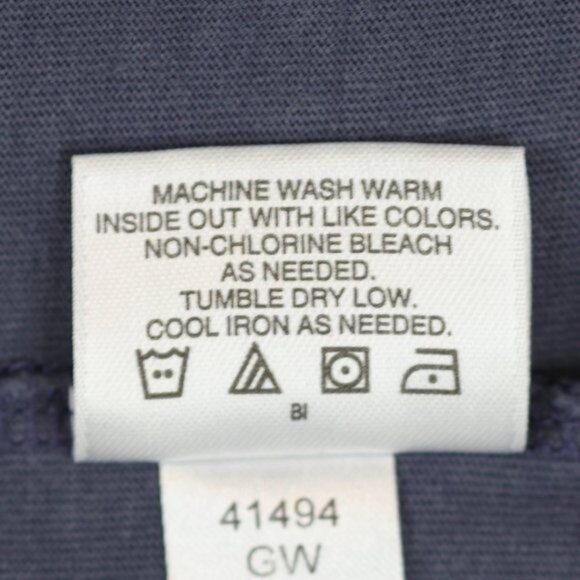 MACHINE WASH WARM
INSIDE OUT WITH LIKE COLORS.
NON-CHLORINE BLEACH
AS NEEDED.
TUMBLE DRY LOW.
COOL IRON AS NEEDED.
BI
41494
GW